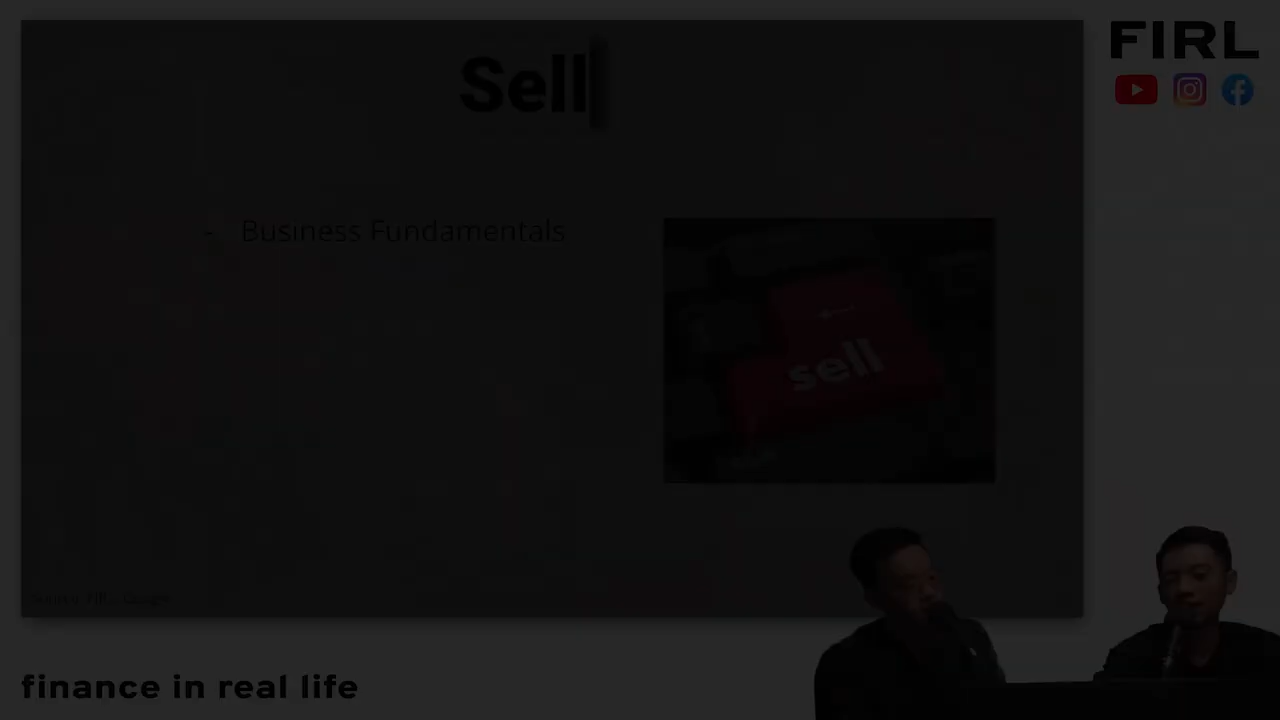 FIRL
Sell
- Business Fundamentals
sell
finance in real life